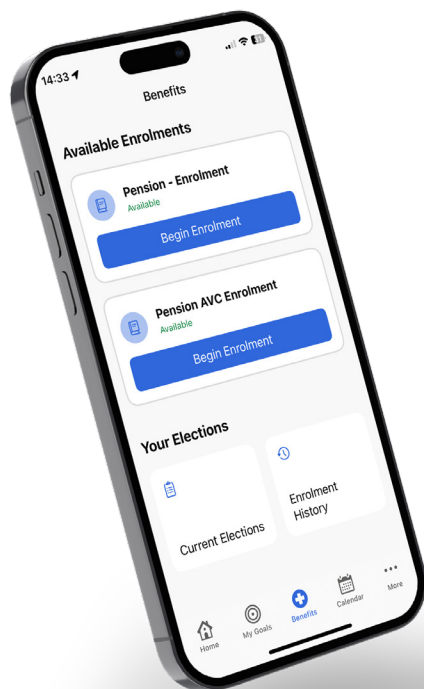 14:33
Benefits
Available Enrolments
Pension - Enrolment
Available
Begin Enrolment
Pension AVC Enrolment
Available
Begin Enrolment
Your Elections
Current Elections
Enrolment
History
Home
My Goals
Benefits
Calendar
More